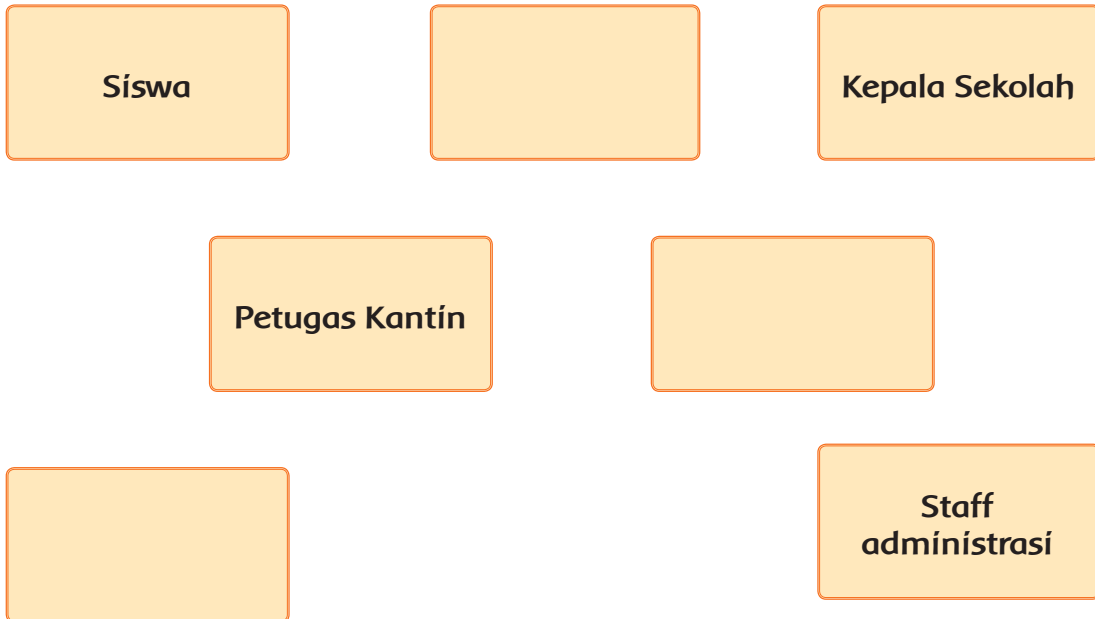 Siswa
Kepala Sekolah
Petugas Kantin
Staff
administrasi